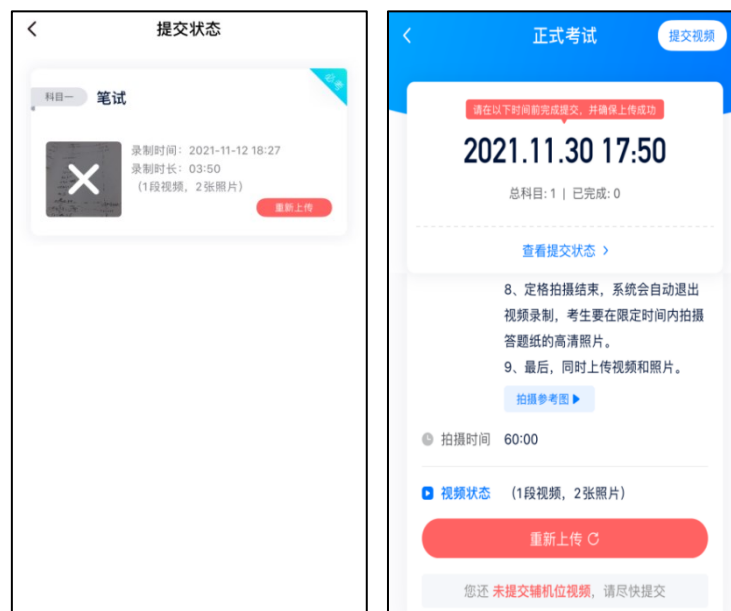 提交状态
必考
科目一 笔试
录制时间：2021-11-12 18:27
录制时长：03:50
（1段视频，2张照片）
重新上传
正式考试
提交视频
请在以下时间前完成提交，并确保上传成功
2021.11.30 17:50
总科目: 1 | 已完成: 0
查看提交状态
8、定格拍摄结束，系统会自动退出
视频录制，考生要在限定时间内拍摄
答题纸的高清照片。
9、最后，同时上传视频和照片。
拍摄参考图
拍摄时间 60:00
视频状态 （1段视频，2张照片）
重新上传
您还 未提交辅机位视频，请尽快提交